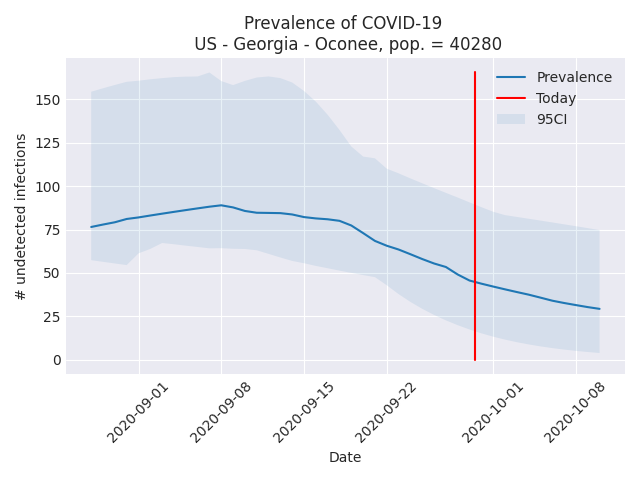 Prevalence of COVID-19
US - Georgia - Oconee, pop. = 40280
Prevalence
Today
95CI
# undetected infections
150
125
100
75
50
25
0
2020-09-01
2020-09-08
2020-09-15
2020-09-22
2020-10-01
2020-10-08
Date